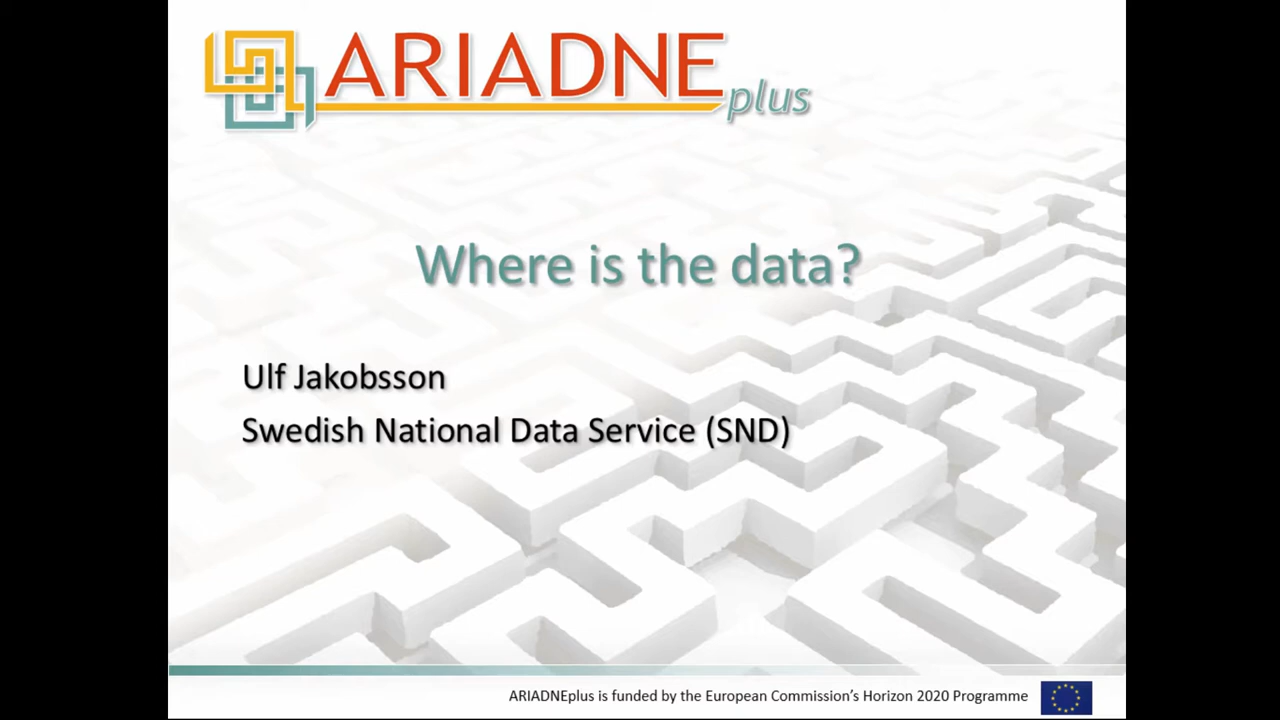 ARIADNE
plus
Where is the data?
Ulf Jakobsson
Swedish National Data Service (SND)
ARIADNEplus is funded by the European Commission's Horizon 2020 Programme